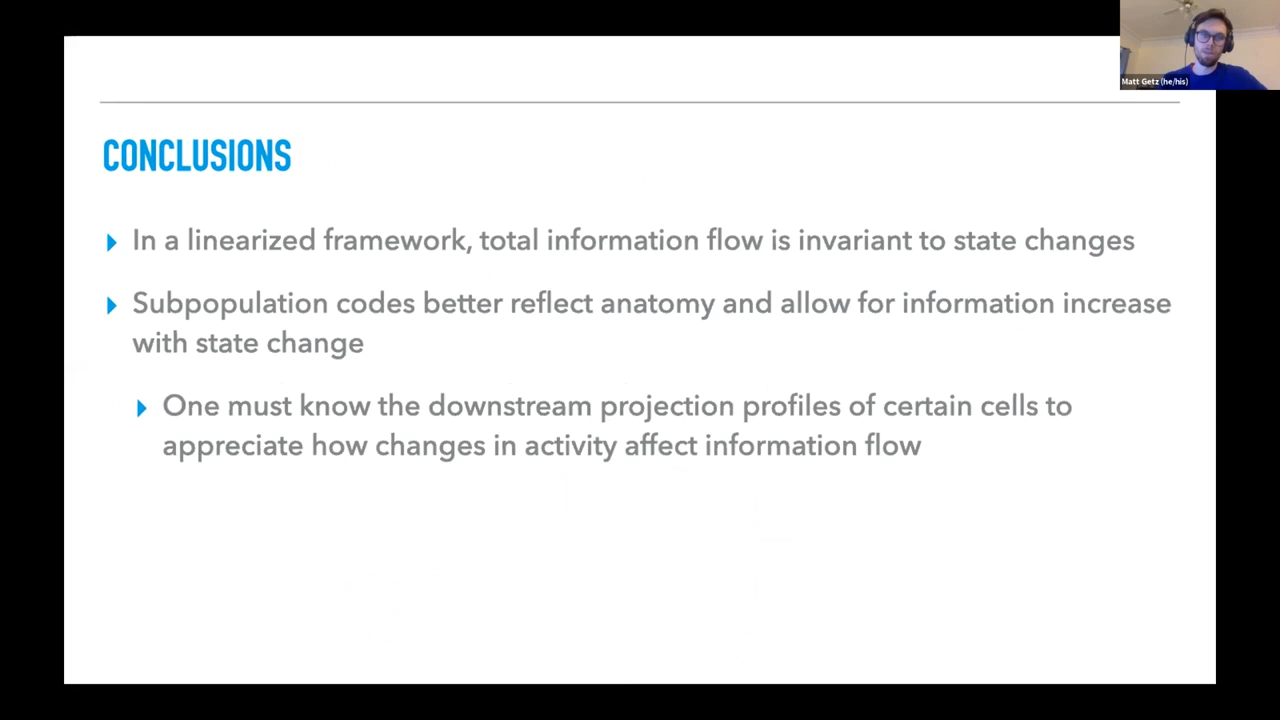 Matt Getz (he/his)
CONCLUSIONS
In a linearized framework, total information flow is invariant to state changes
Subpopulation codes better reflect anatomy and allow for information increase
with state change
One must know the downstream projection profiles of certain cells to
appreciate how changes in activity affect information flow